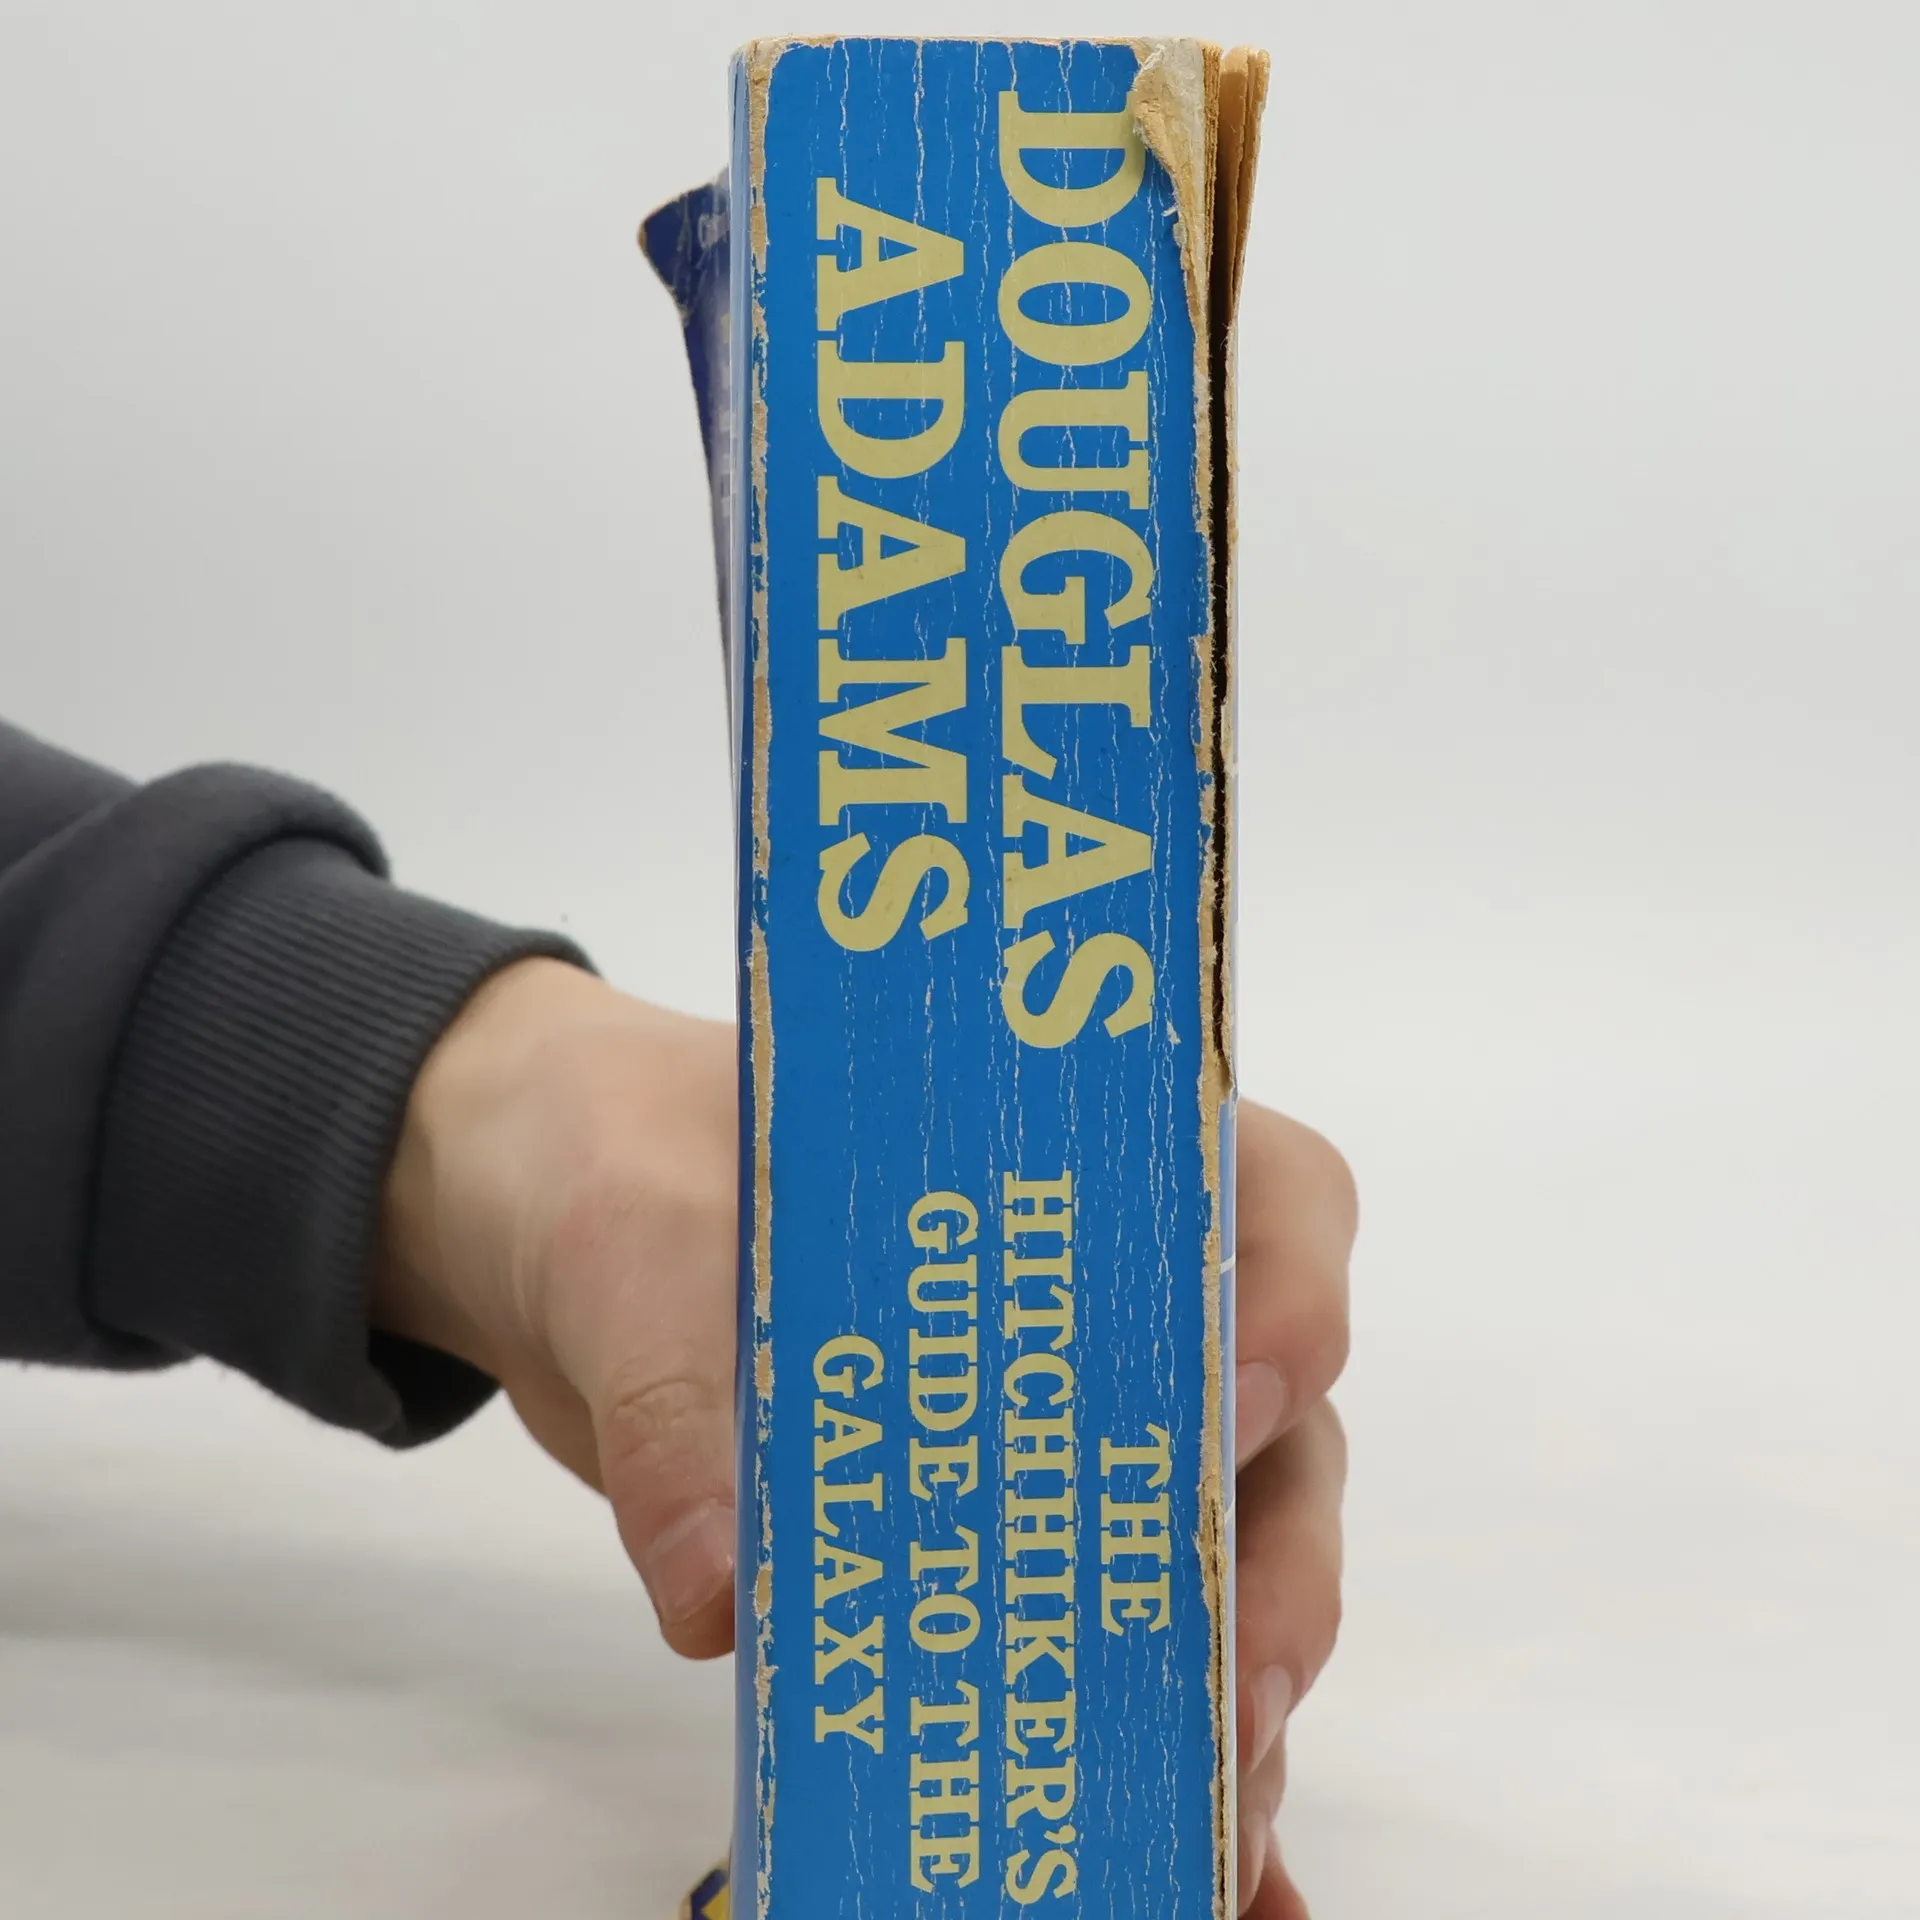 DOUGLAS
ADAMS
THE
HITCHHIKER'S
GUIDE TO THE
GALAXY